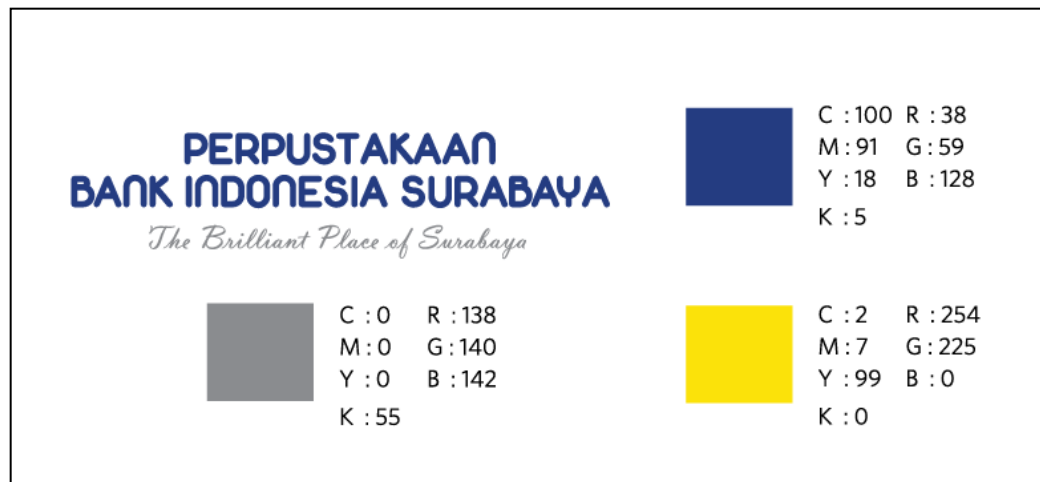 PERPUSTAKAAN
BANK INDONESIA SURABAYA
The Brilliant Place of Surabaya
C : 100 R : 38
M : 91 G : 59
Y : 18 B : 128
K : 5
C : 0 R : 138
M : 0 G : 140
Y : 0 B : 142
K : 55
C : 2 R : 254
M : 7 G : 225
Y : 99 B : 0
K : 0